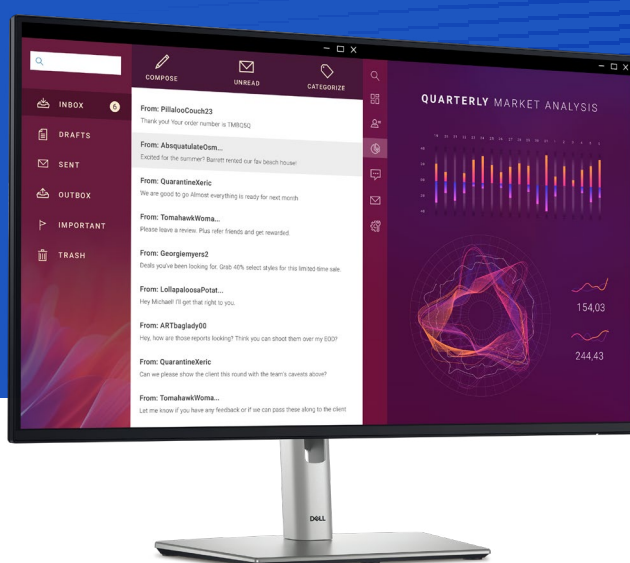 COMPOSE
UNREAD
CATEGORIZE
INBOX 6
DRAFTS
SENT
OUTBOX
IMPORTANT
TRASH
From: PillalooCouch23
Thank you! Your order number is TMBG5Q
From: AbsquatulateOsm...
Excited for the summer? Barrett rented our fav beach house!
From: QuarantineXeric
We are good to go Almost everything is ready for next month
From: TomahawkWoma...
Please leave a review. Plus refer friends and get rewarded
From: Georgiemyers2
Deals you've been looking for. Grab 40% select styles for this limited-time sale.
From: LollapaloosaPotat...
Hey Michael! I'll get that right to you.
From: ARTbaglady00
Hey, how are those reports looking? Think you can shoot them over my EOD?
From: QuarantineXeric
Can we please show the client this round with the team's caveats above?
From: TomahawkWoma...
Let me know if you have any feedback or if we can pass these along to the client
QUARTERLY MARKET ANALYSIS
154,03
244,43
DELL